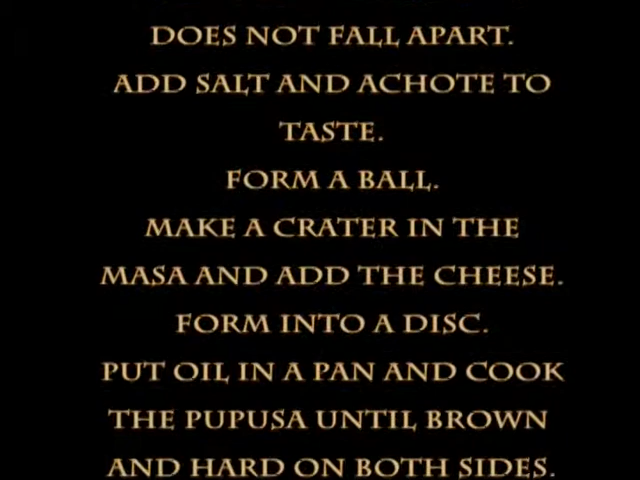 DOES NOT FALL APART.
ADD SALT AND ACHOTE TO
TASTE.
FORM A BALL.
MAKE A CRATER IN THE
MASA AND ADD THE CHEESE.
FORM INTO A DISC.
PUT OIL IN A PAN AND COOK
THE PUPUSA UNTIL BROWN
AND HARD ON BOTH SIDES.